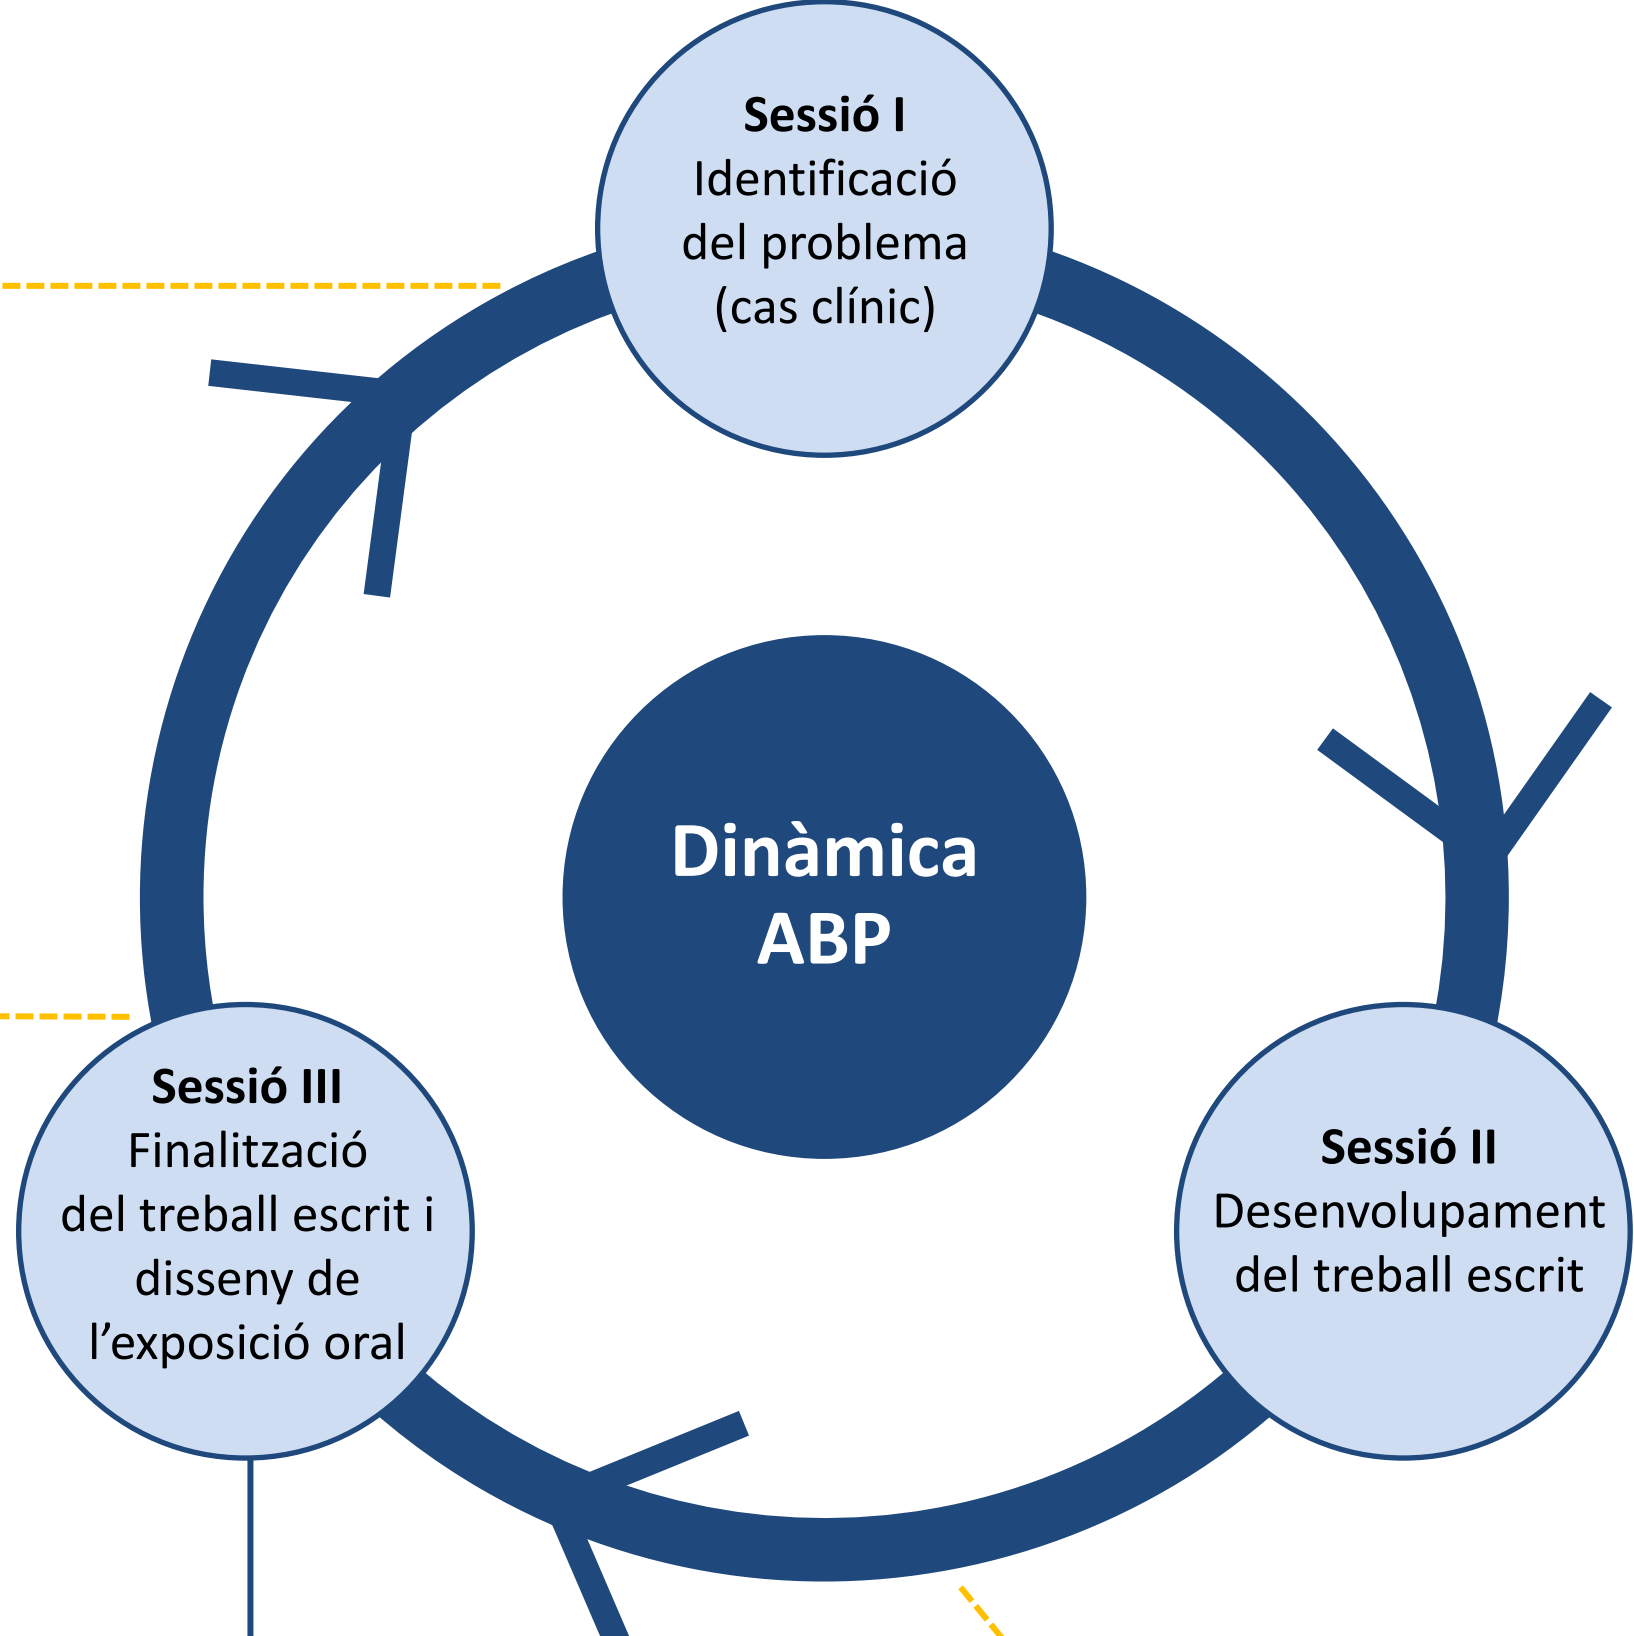 Sessió I
Identificació
del problema
(cas clínic)
Dinàmica
ABP
Sessió III
Finalització
del treball escrit i
disseny de
l’exposició oral
Sessió II
Desenvolupament
del treball escrit